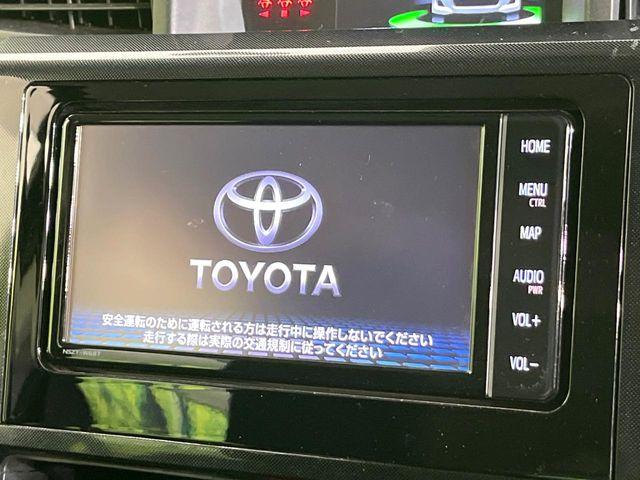 HOME
MENU
CTRL
MAP
AUDIO
PWR
VOL+
VOL-
TOYOTA
安全運転のために運転される方は走行中に操作しないでください
走行する際は実際の交通規制に従ってください
NSZT-W68T